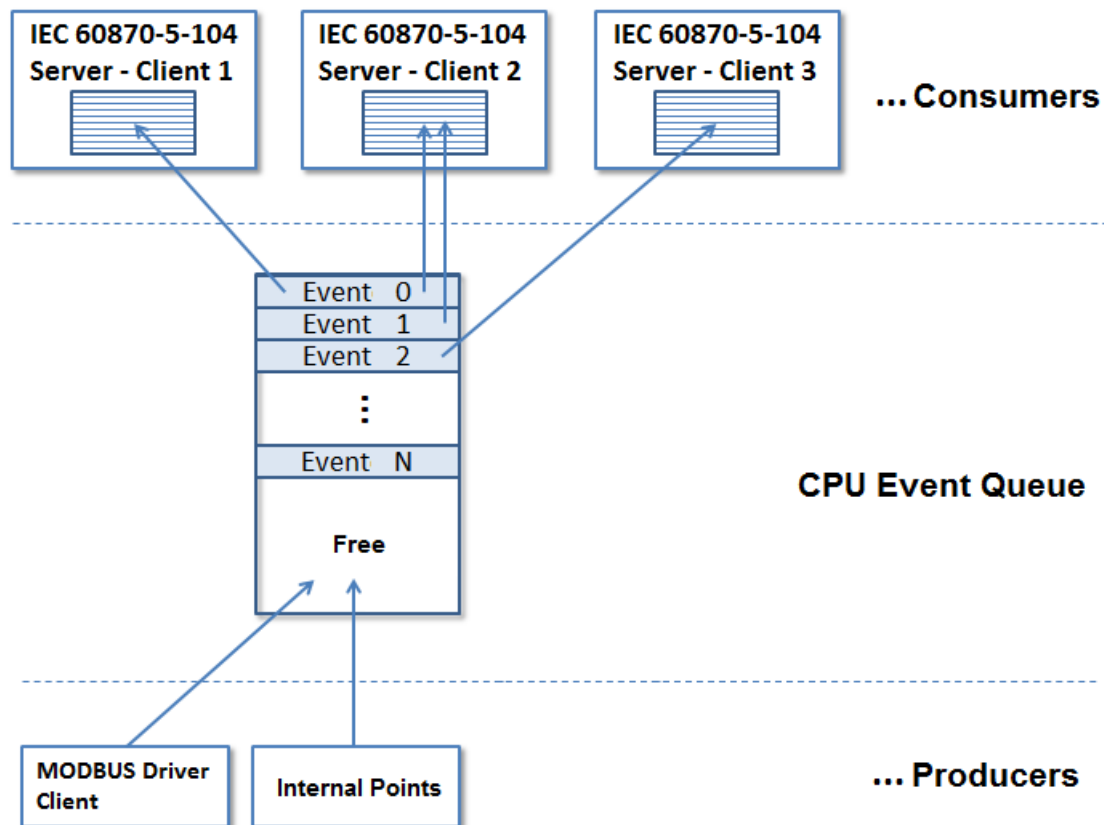 IEC 60870-5-104
Server - Client 1
IEC 60870-5-104
Server - Client 2
IEC 60870-5-104
Server - Client 3
... Consumers
Event 0
Event 1
Event 2
⋮
Event N
CPU Event Queue
Free
MODBUS Driver
Client
Internal Points
... Producers